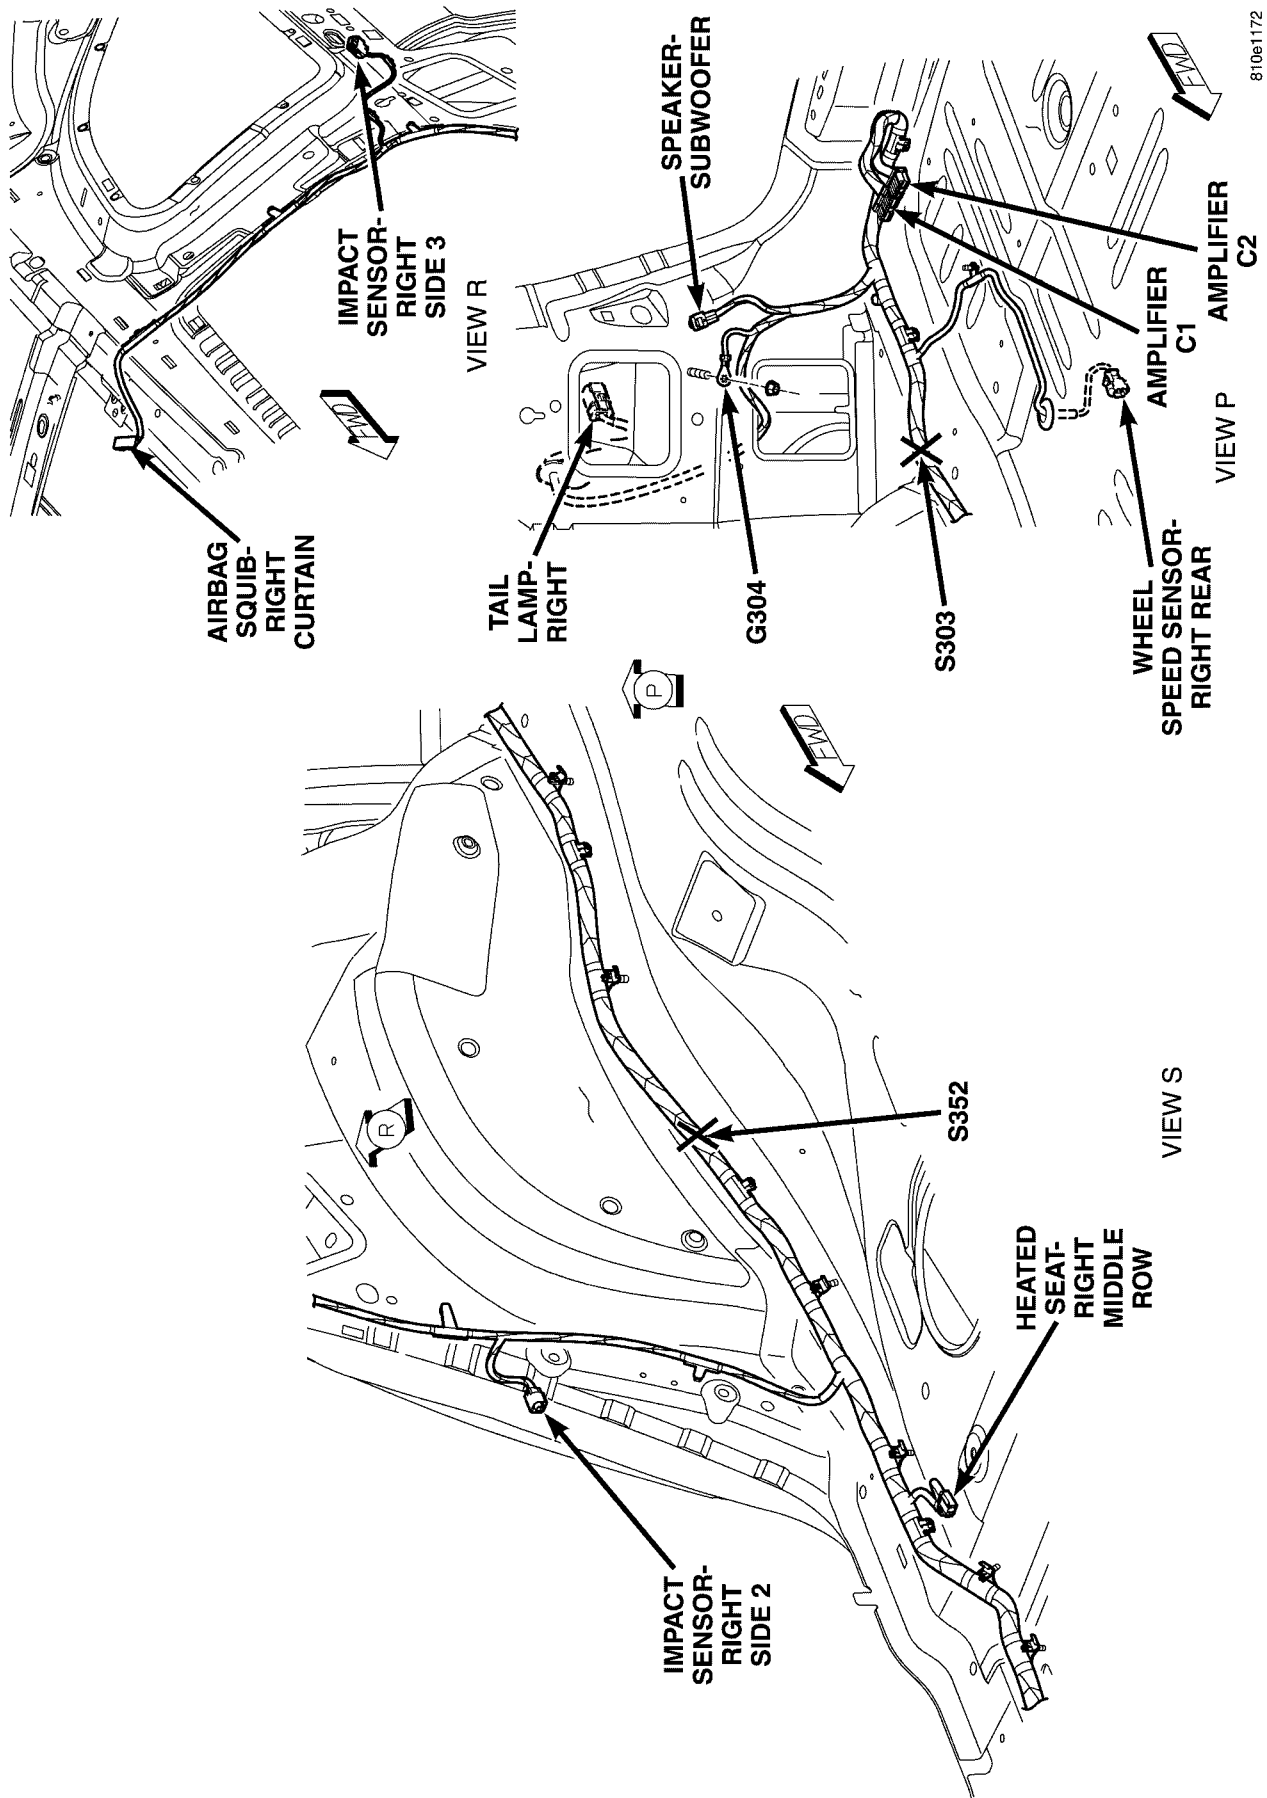 IMPACT
SENSOR-
RIGHT
SIDE 2
HEATED
SEAT-
RIGHT
MIDDLE
ROW
S352
R
VIEW S
P
FWD
AIRBAG
SQUIB-
RIGHT
CURTAIN
IMPACT
SENSOR-
RIGHT
SIDE 3
FWD
VIEW R
TAIL
LAMP-
RIGHT
G304
S303
WHEEL
SPEED SENSOR-
RIGHT REAR
SPEAKER-
SUBWOOFER
AMPLIFIER
C1
AMPLIFIER
C2
FWD
VIEW P
810e1172